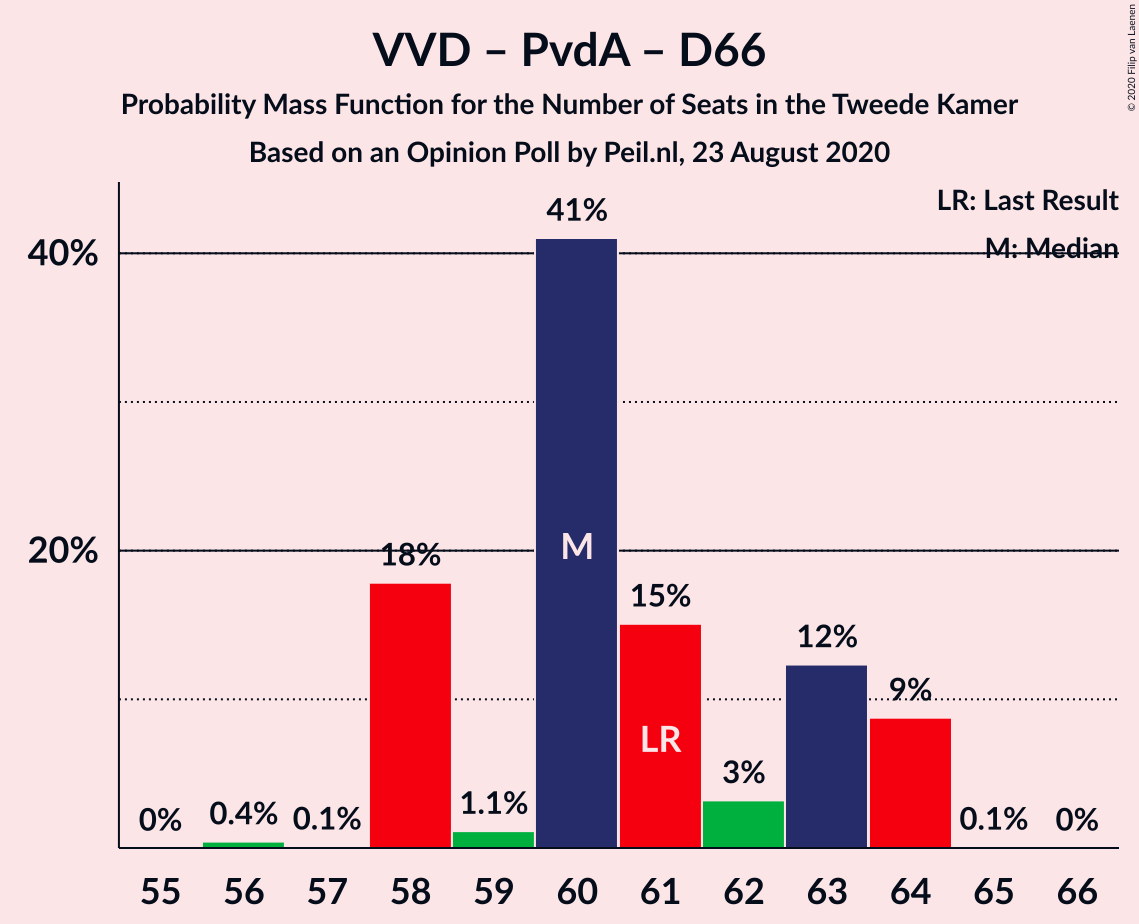 VVD – PvdA – D66
Probability Mass Function for the Number of Seats in the Tweede Kamer
Based on an Opinion Poll by Peil.nl, 23 August 2020
© 2020 Filip van Laenen
LR: Last Result
M: Median
40%
20%
0%
0.4%
0.1%
18%
1.1%
41%
M
15%
LR
3%
12%
9%
0.1%
0%
55 56 57 58 59 60 61 62 63 64 65 66